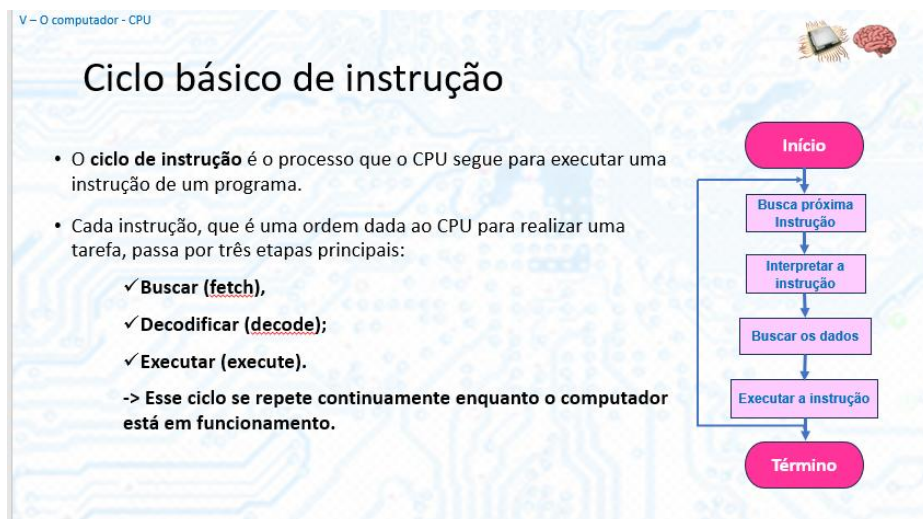 V – O computador - CPU
Ciclo básico de instrução
• O ciclo de instrução é o processo que o CPU segue para executar uma
instrução de um programa.
• Cada instrução, que é uma ordem dada ao CPU para realizar uma
tarefa, passa por três etapas principais:
✓Buscar (fetch),
✓Decodificar (decode);
✓Executar (execute).
-> Esse ciclo se repete continuamente enquanto o computador
está em funcionamento.
Início
Busca próxima
Instrução
Interpretar a
instrução
Buscar os dados
Executar a instrução
Término